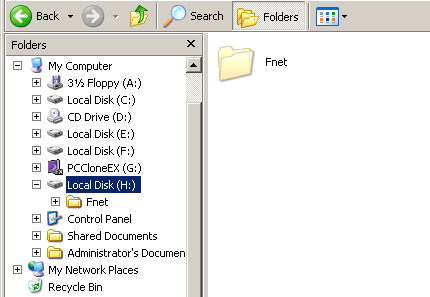 Back
Search
Folders
Folders
Fnet
My Computer
3½ Floppy (A:)
Local Disk (C:)
CD Drive (D:)
Local Disk (E:)
Local Disk (F:)
PCCloneEX (G:)
Local Disk (H:)
Fnet
Control Panel
Shared Documents
Administrator's Documen
My Network Places
Recycle Bin